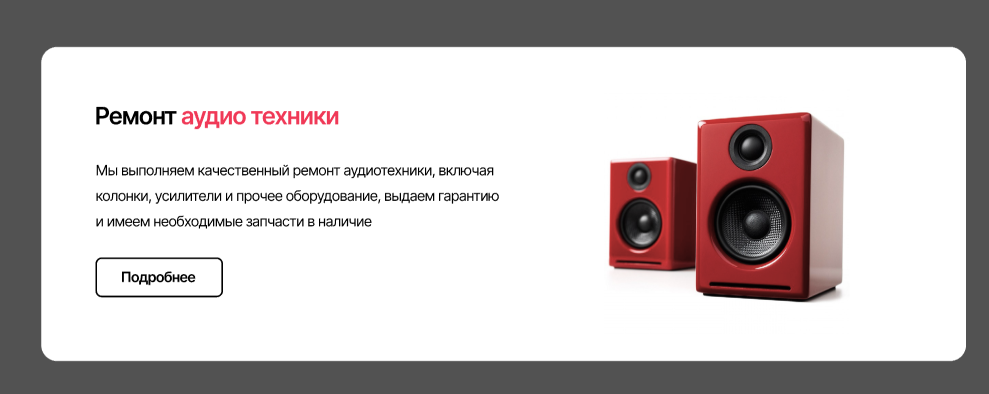 Ремонт аудио техники
Мы выполняем качественный ремонт аудиотехники, включая
колонки, усилители и прочее оборудование, выдаем гарантию
и имеем необходимые запчасти в наличие
Подробнее